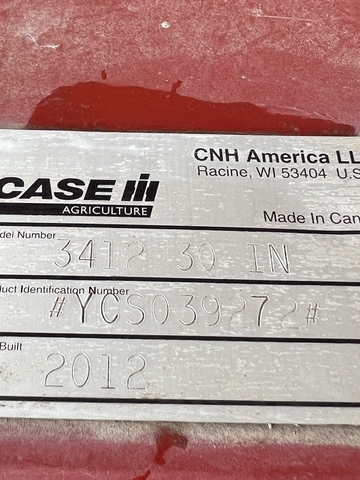 CASE IH
AGRICULTURE
CNH America LL
Racine, WI 53404 U.S
Made in Can
del Number
3412 30 IN
duct Identification Number
#YCS039272#
Built
2012